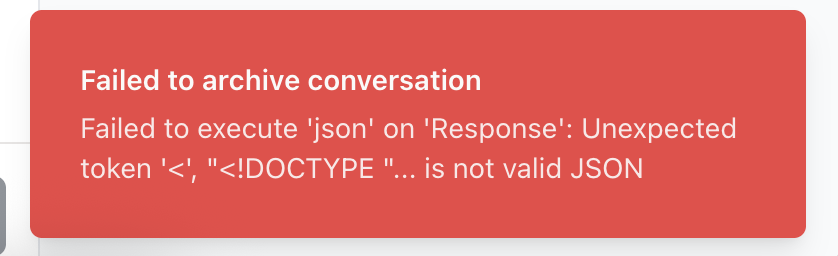 Failed to archive conversation
Failed to execute 'json' on 'Response': Unexpected
token '<', "<!DOCTYPE "... is not valid JSON